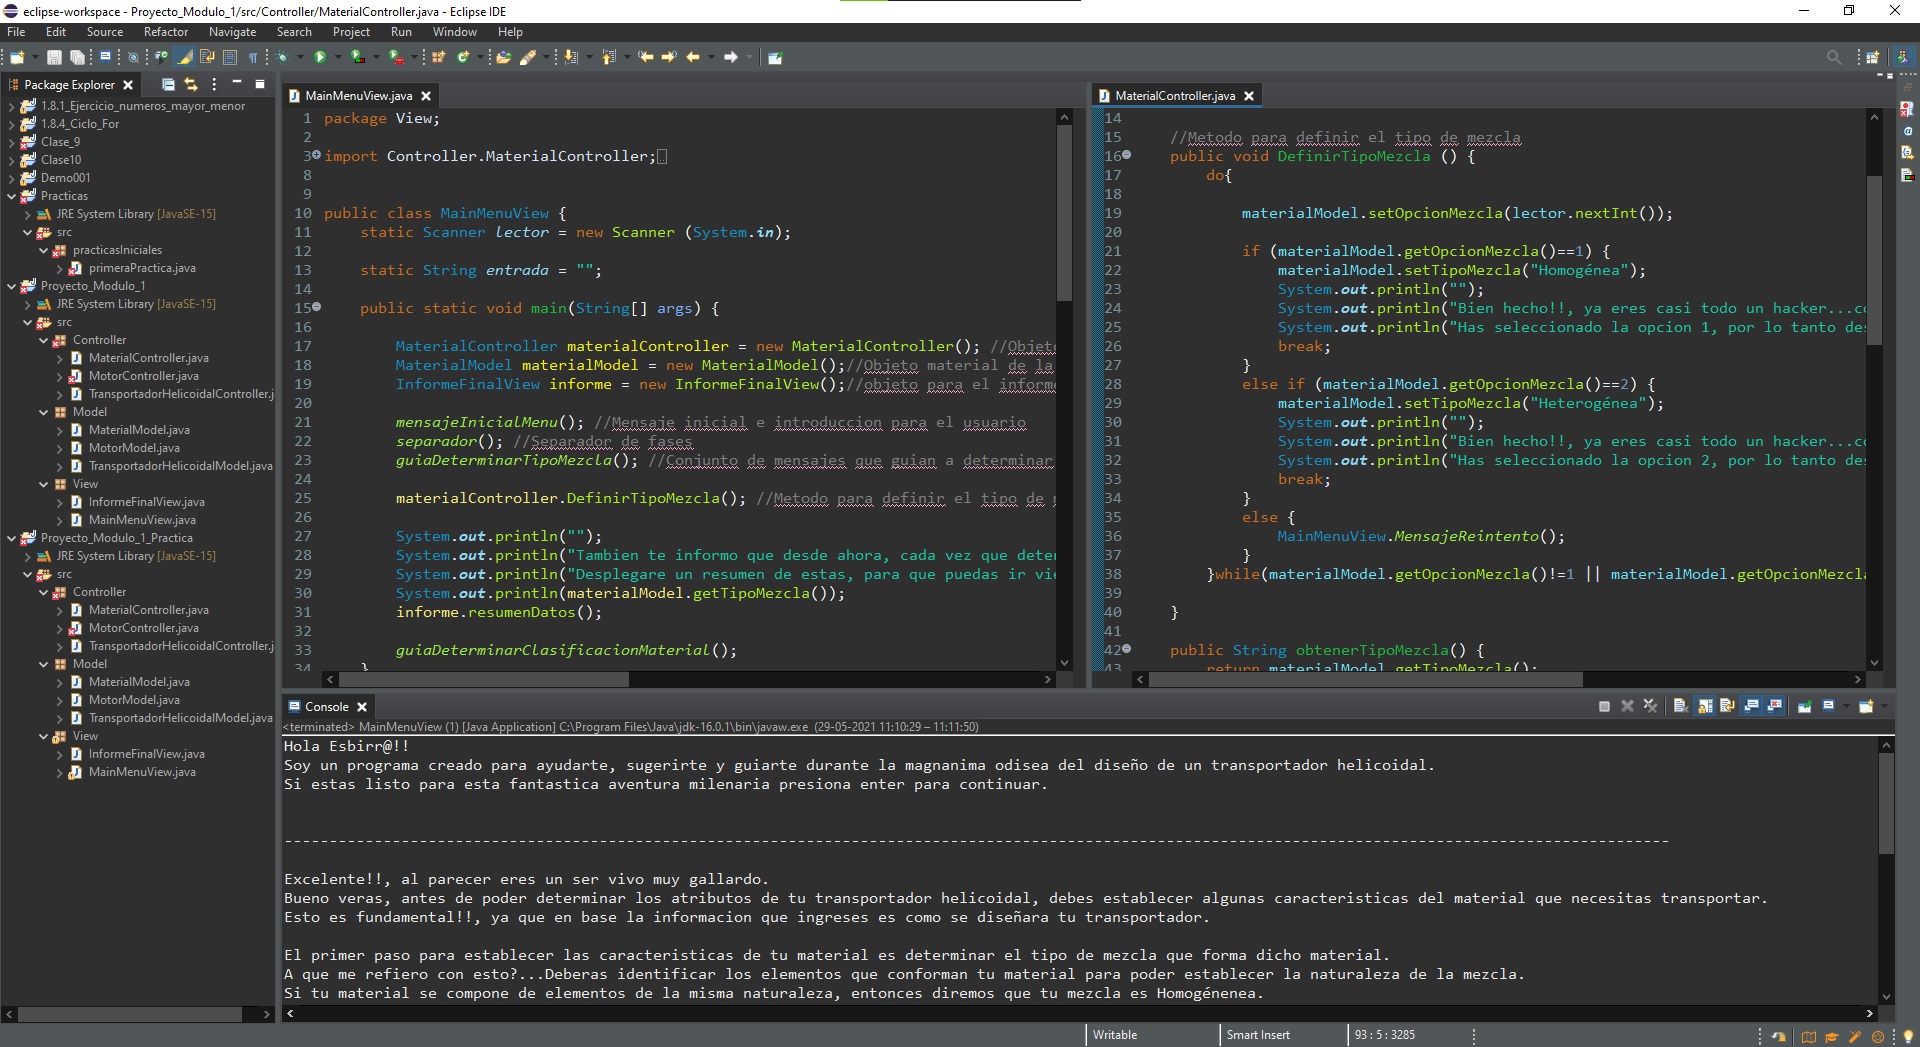 eclipse-workspace - Proyecto_Modulo_1/src/Controller/MaterialController.java - Eclipse IDE
File Edit Source Refactor Navigate Search Project Run Window Help
Package Explorer
1.8.1_Ejercicio_numeros_mayor_menor
1.8.4_Ciclo_For
Clase_9
Clase10
Demo001
Practicas
JRE System Library [JavaSE-15]
src
practicasIniciales
primeraPractica.java
Proyecto_Modulo_1
JRE System Library [JavaSE-15]
src
Controller
MaterialController.java
MotorController.java
TransportadorHelicoidalController.j
Model
MaterialModel.java
MotorModel.java
TransportadorHelicoidalModel.java
View
InformeFinalView.java
MainMenuView.java
Proyecto_Modulo_1_Practica
JRE System Library [JavaSE-15]
src
Controller
MaterialController.java
MotorController.java
TransportadorHelicoidalController.j
Model
MaterialModel.java
MotorModel.java
TransportadorHelicoidalModel.java
View
InformeFinalView.java
MainMenuView.java
MainMenuView.java
1 package View;
2
3 import Controller.MaterialController;
8
9
10 public class MainMenuView {
11 static Scanner lector = new Scanner (System.in);
12
13 static String entrada = "";
14
15 public static void main(String[] args) {
16
17 MaterialController materialController = new MaterialController(); //Objeto
18 MaterialModel materialModel = new MaterialModel();//Objeto material de la
19 InformeFinalView informe = new InformeFinalView();//objeto para el informe
20
21 mensajeInicialMenu(); //Mensaje inicial e introduccion para el usuario
22 separador(); //Separador de fases
23 guiaDeterminarTipoMezcla(); //Conjunto de mensajes que guian a determinar
24
25 materialController.DefinirTipoMezcla(); //Metodo para definir el tipo de
26
27 System.out.println("");
28 System.out.println("Tambien te informo que desde ahora, cada vez que deter
29 System.out.println("Desplegare un resumen de estas, para que puedas ir vie
30 System.out.println(materialModel.getTipoMezcla());
31 informe.resumenDatos();
32
33 guiaDeterminarClasificacionMaterial();
34 }
MaterialController.java
14
15 //Metodo para definir el tipo de mezcla
16 public void DefinirTipoMezcla () {
17 do{
18
19 materialModel.setOpcionMezcla(lector.nextInt());
20
21 if (materialModel.getOpcionMezcla()==1) {
22 materialModel.setTipoMezcla("Homogénea");
23 System.out.println("");
24 System.out.println("Bien hecho!!, ya eres casi todo un hacker...co
25 System.out.println("Has seleccionado la opcion 1, por lo tanto des
26 break;
27 }
28 else if (materialModel.getOpcionMezcla()==2) {
29 materialModel.setTipoMezcla("Heterogénea");
30 System.out.println("");
31 System.out.println("Bien hecho!!, ya eres casi todo un hacker...co
32 System.out.println("Has seleccionado la opcion 2, por lo tanto des
33 break;
34 }
35 else {
36 MainMenuView.MensajeReintento();
37 }
38 }while(materialModel.getOpcionMezcla()!=1 || materialModel.getOpcionMezcla
39
40 }
41
42 public String obtenerTipoMezcla() {
43 return materialModel.getTipoMezcla();
Console
<terminated> MainMenuView (1) [Java Application] C:\Program Files\Java\jdk-16.0.1\bin\javaw.exe (29-05-2021 11:10:29 – 11:11:50)
Hola Esbirr@!!
Soy un programa creado para ayudarte, sugerirte y guiarte durante la magnanima odisea del diseño de un transportador helicoidal.
Si estas listo para esta fantastica aventura milenaria presiona enter para continuar.
----------------------------------------------------------------------------------------------------------------------------------------------------------
Excelente!!, al parecer eres un ser vivo muy gallardo.
Bueno veras, antes de poder determinar los atributos de tu transportador helicoidal, debes establecer algunas caracteristicas del material que necesitas transportar.
Esto es fundamental!!, ya que en base la informacion que ingreses es como se diseñara tu transportador.
El primer paso para establecer las caracteristicas de tu material es determinar el tipo de mezcla que forma dicho material.
A que me refiero con esto?...Deberas identificar los elementos que conforman tu material para poder establecer la naturaleza de la mezcla.
Si tu material se compone de elementos de la misma naturaleza, entonces diremos que tu mezcla es Homogénenea.
Writable Smart Insert 93 : 5 : 3285